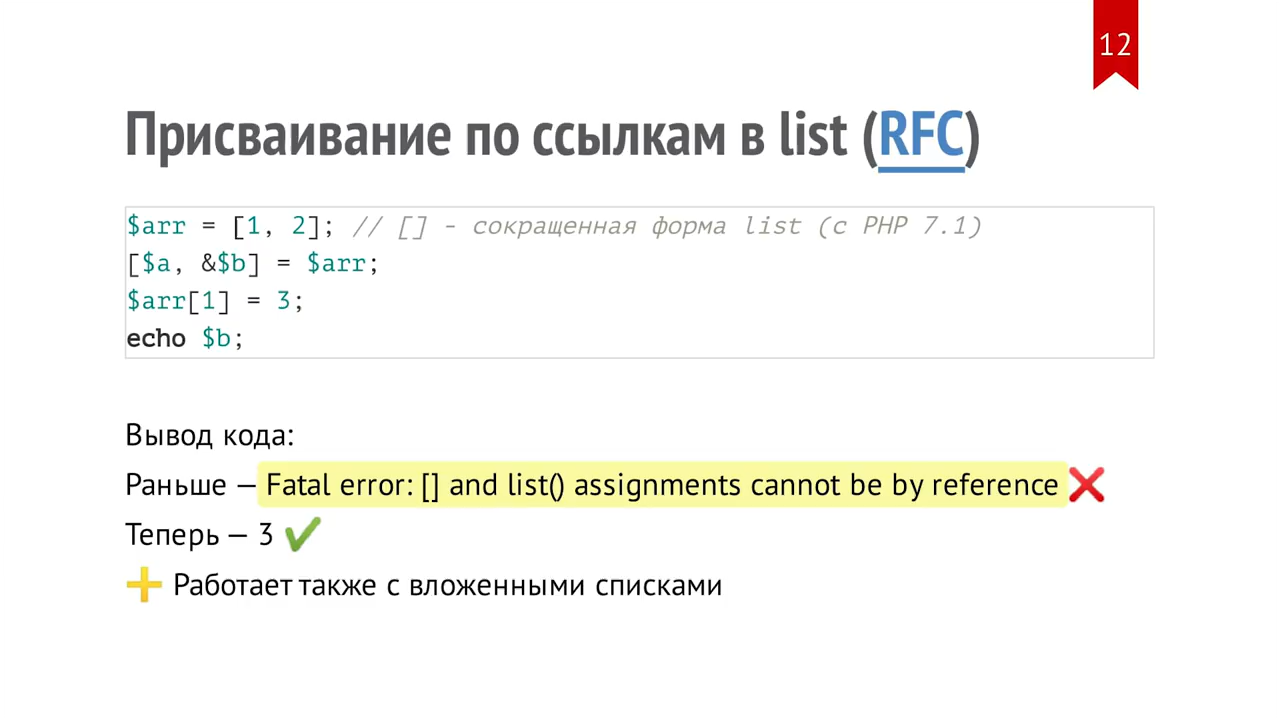 12
Присваивание по ссылкам в list (RFC)
$arr = [1, 2]; // [] - сокращенная форма list (с PHP 7.1)
[$a, &$b] = $arr;
$arr[1] = 3;
echo $b;
Вывод кода:
Раньше — Fatal error: [] and list() assignments cannot be by reference ❌
Теперь — 3 ✔
➕ Работает также с вложенными списками